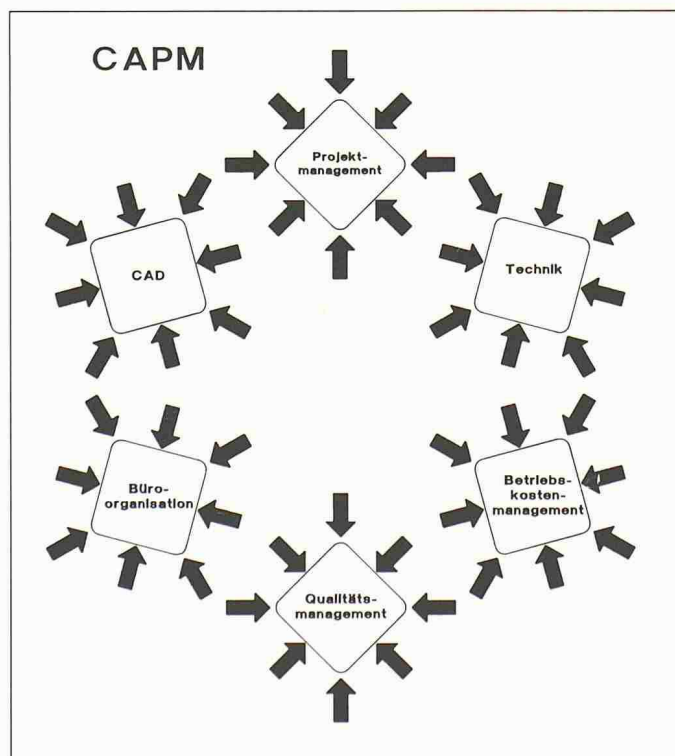 CAPM
Projekt-
management
CAD
Technik
Büro-
organisation
Betriebs-
kosten-
management
Qualitäts-
management